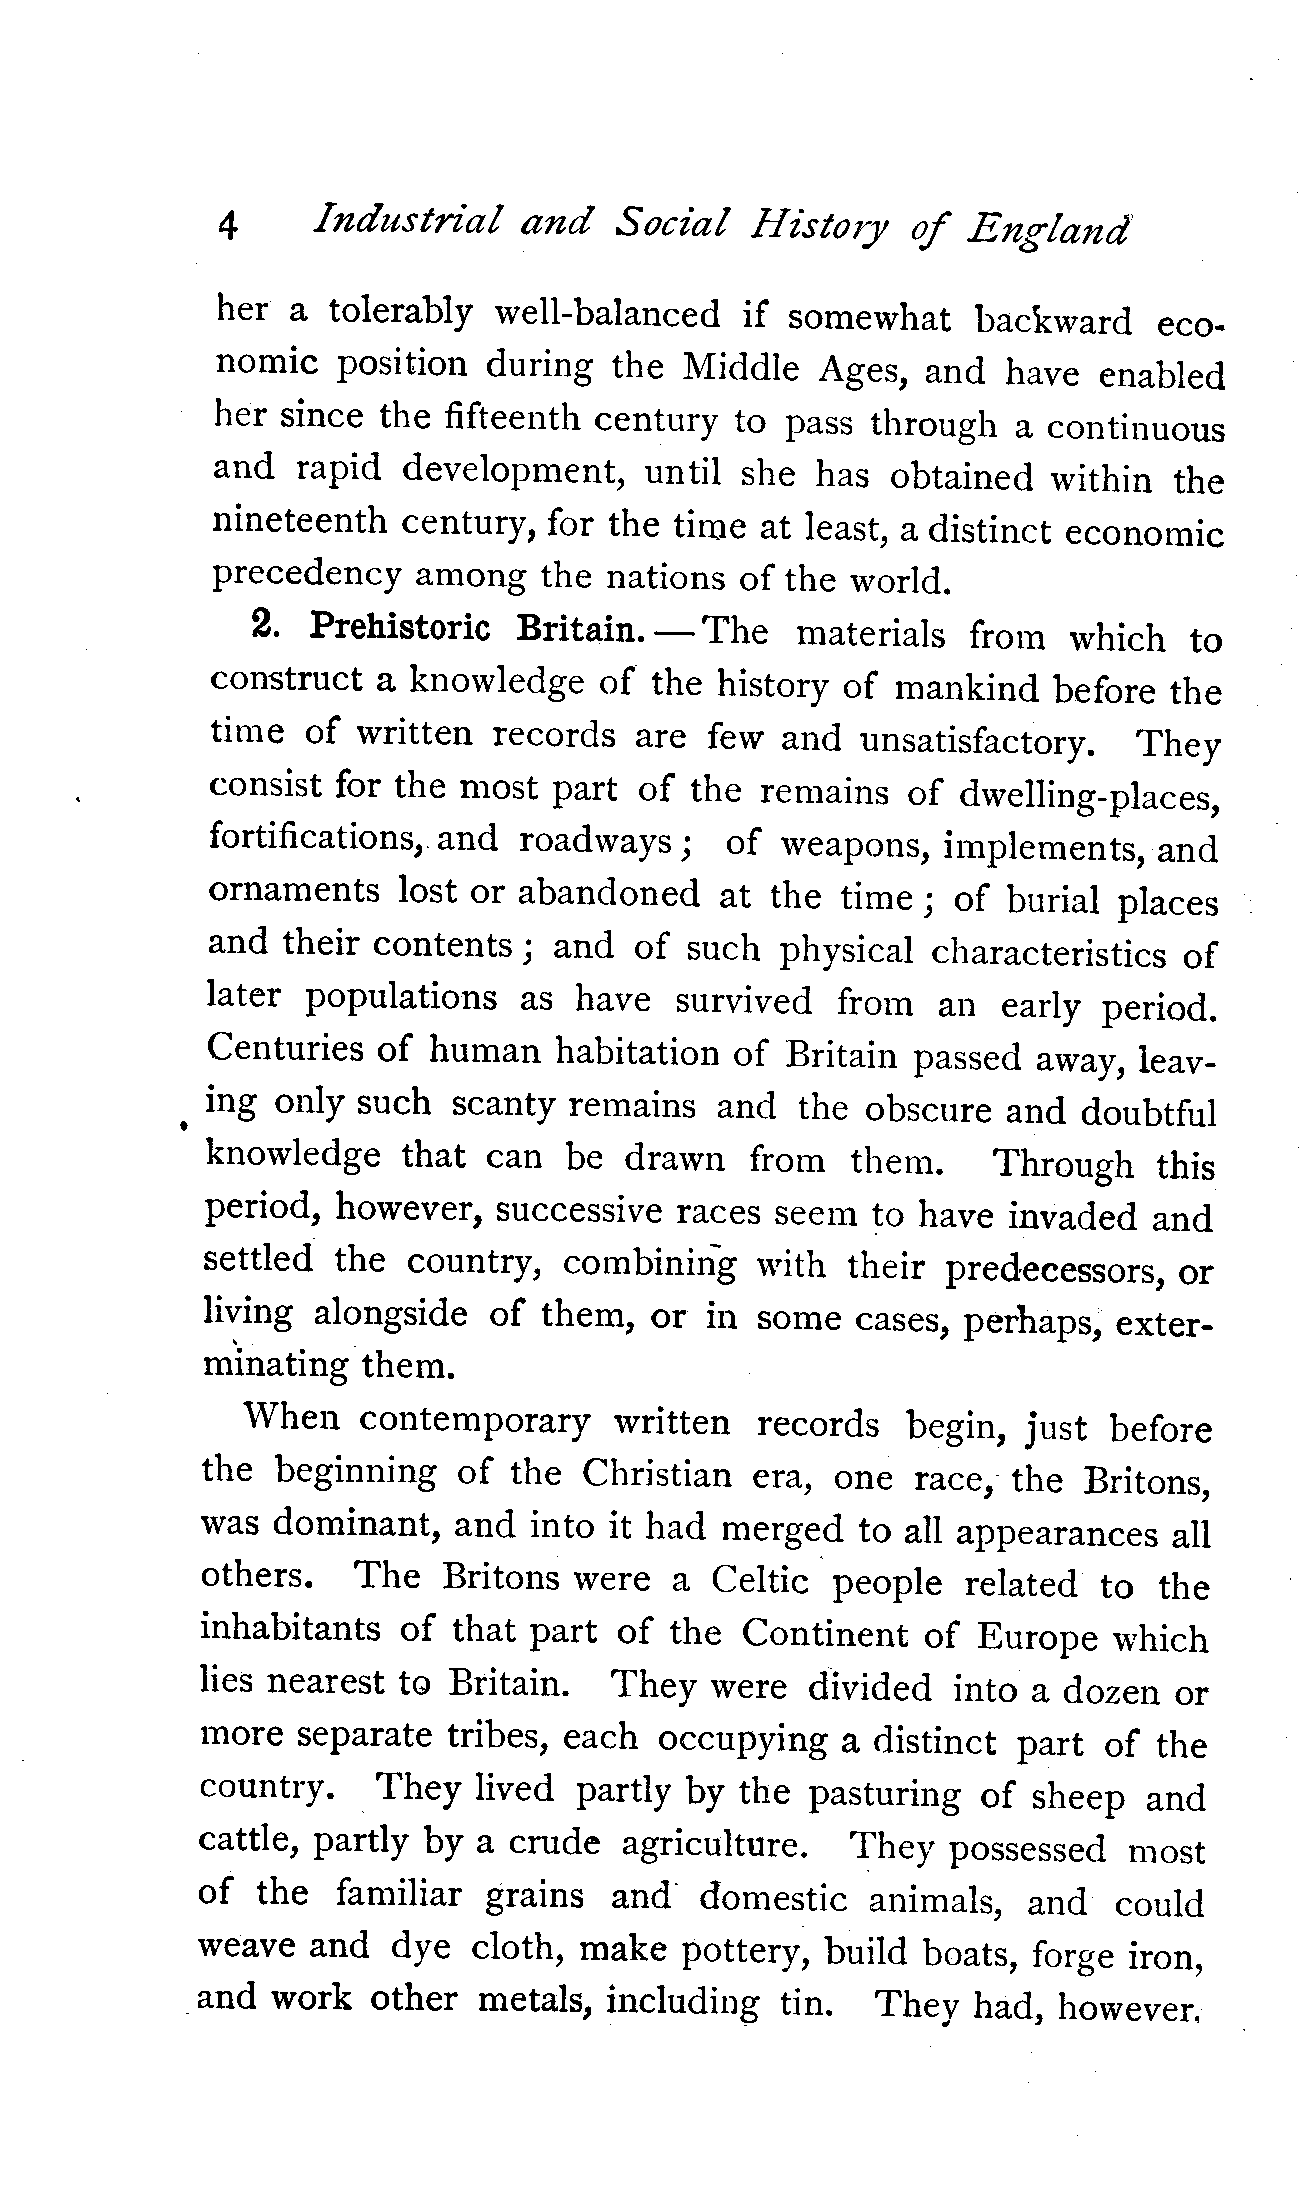 4 Industrial and Social History of England
her a tolerably well-balanced if somewhat backward eco-
nomic position during the Middle Ages, and have enabled
her since the fifteenth century to pass through a continuous
and rapid development, until she has obtained within the
nineteenth century, for the time at least, a distinct economic
precedency among the nations of the world.
2. Prehistoric Britain. — The materials from which to
construct a knowledge of the history of mankind before the
time of written records are few and unsatisfactory. They
consist for the most part of the remains of dwelling-places,
fortifications, and roadways; of weapons, implements, and
ornaments lost or abandoned at the time; of burial places
and their contents; and of such physical characteristics of
later populations as have survived from an early period.
Centuries of human habitation of Britain passed away, leav-
ing only such scanty remains and the obscure and doubtful
knowledge that can be drawn from them. Through this
period, however, successive races seem to have invaded and
settled the country, combining with their predecessors, or
living alongside of them, or in some cases, perhaps, exter-
minating them.
When contemporary written records begin, just before
the beginning of the Christian era, one race, the Britons,
was dominant, and into it had merged to all appearances all
others. The Britons were a Celtic people related to the
inhabitants of that part of the Continent of Europe which
lies nearest to Britain. They were divided into a dozen or
more separate tribes, each occupying a distinct part of the
country. They lived partly by the pasturing of sheep and
cattle, partly by a crude agriculture. They possessed most
of the familiar grains and domestic animals, and could
weave and dye cloth, make pottery, build boats, forge iron,
and work other metals, including tin. They had, however,